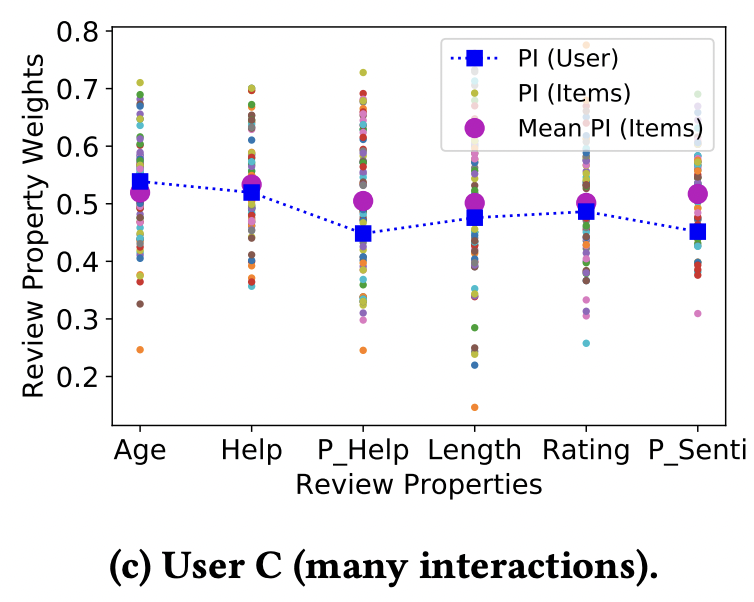 0.8
0.7
0.6
0.5
0.4
0.3
0.2
Review Property Weights
PI (User)
PI (Items)
Mean PI (Items)
Age Help P_Help Length Rating P_Senti
Review Properties
(c) User C (many interactions).